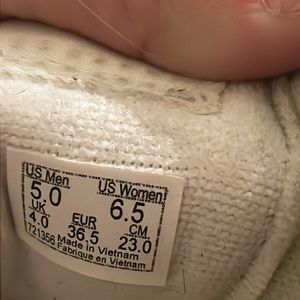 US Men US Women
5.0 6.5
UK EUR CM
4.0 36.5 23.0
721356 Made in Vietnam
Fabriqué en Vietnam